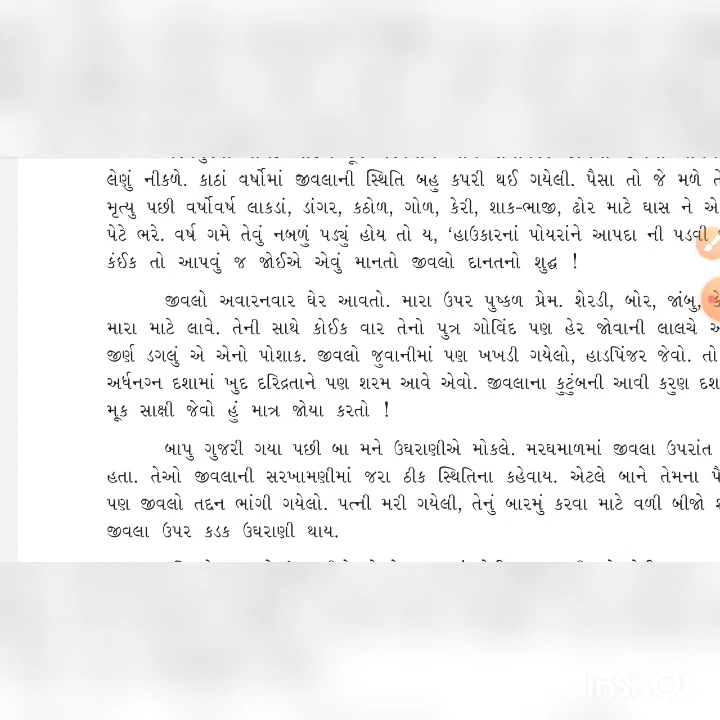 લેણું નીકળે. કાઠાં વર્ષોમાં જીવલાની સ્થિતિ બહુ કપરી થઈ ગયેલી. પૈસા તો જે મળે
મૃત્યુ પછી વર્ષોવર્ષ લાકડાં, ડાંગર, કઠોળ, ગોળ, કેરી, શાક-ભાજી, ઢોર માટે ઘાસ ને
પેટે ભરે. વર્ષ ગમે તેવું નબળું પડ્યું હોય તો ય, ‘હાઉકારનાં પોયરાંને આપદા ની પડવી
કંઈક તો આપવું જ જોઈએ એવું માનતો જીવલો દાનતનો શુદ્ધ !
જીવલો અવારનવાર ઘેર આવતો. મારા ઉપર પુષ્કળ પ્રેમ. શેરડી, બોર, જાંબુ,
મારા માટે લાવે. તેની સાથે કોઈક વાર તેનો પુત્ર ગોવિંદ પણ હેર જોવાની લાલચે
જીર્ણ ડગલું એ એનો પોશાક. જીવલો જુવાનીમાં પણ ખખડી ગયેલો, હાડપિંજર જેવો. તો
અર્ધનગ્ન દશામાં ખુદ દરિદ્રતાને પણ શરમ આવે એવો. જીવલાના કુટુંબની આવી કરુણ દશ
મૂક સાક્ષી જેવો હું માત્ર જોયા કરતો !
બાપુ ગુજરી ગયા પછી બા મને ઉઘરાણીએ મોકલે. મરઘમાળમાં જીવલા ઉપરાંત
હતા. તેઓ જીવલાની સરખામણીમાં જરા ઠીક સ્થિતિના કહેવાય. એટલે બાને તેમના પૈ
પણ જીવલો તદન ભાંગી ગયેલો. પત્ની મરી ગયેલી, તેનું બારમું કરવા માટે વળી બીજો
જીવલા ઉપર કડક ઉઘરાણી થાય.
InShOt